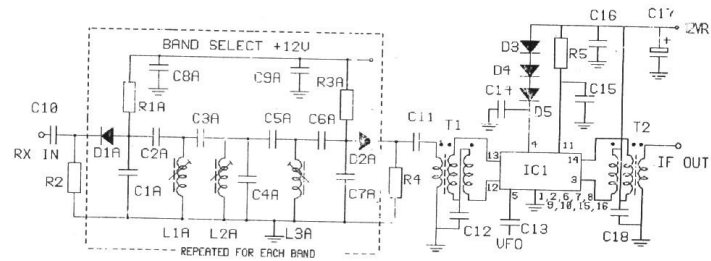 C16
C17
12VR
BAND SELECT +12V
D3
D4
D5
R5
C8A
C9A
R3A
C14
C15
C10
R1A
C3A
C5A
C6A
C11
T1
T2
4
11
RX IN
D1A
C2A
D2A
13
14
IC1
IF OUT
R2
C1A
C4A
C7A
R4
12
3
5
1,2,6,7,8
9,10,15,16
C12
C13
C18
L1A
L2A
L3A
VFO
REPEATED FOR EACH BAND